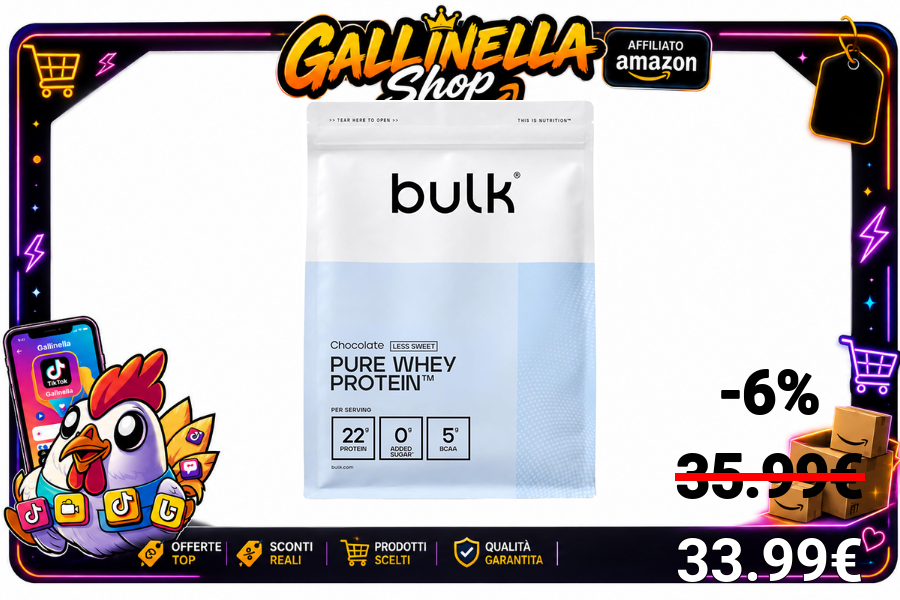 GALLINELLA
Shop
AFFILIATO
amazon
>> TEAR HERE TO OPEN >>
THIS IS NUTRITION™
bulk®
Chocolate LESS SWEET
PURE WHEY
PROTEIN™
PER SERVING
22g
PROTEIN
0g
ADDED
SUGAR*
5g
BCAA
bulk.com
Gallinella
TikTok
Gallinella
-6%
35.99€
33.99€
OFFERTE
TOP
SCONTI
REALI
PRODOTTI
SCELTI
QUALITÀ
GARANTITA